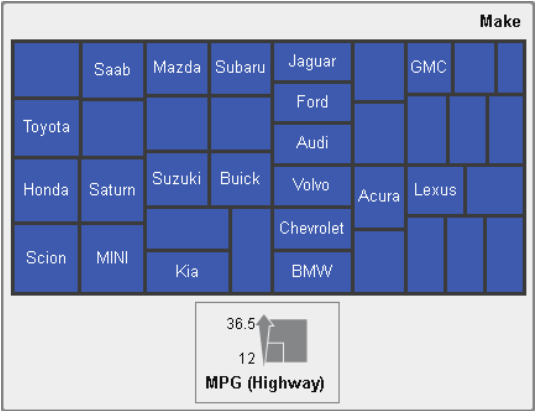 Make
Saab Mazda Subaru Jaguar GMC
Ford
Toyota Audi
Honda Saturn Suzuki Buick Volvo Acura Lexus
Chevrolet
Scion MINI Kia BMW
36.5
12
MPG (Highway)